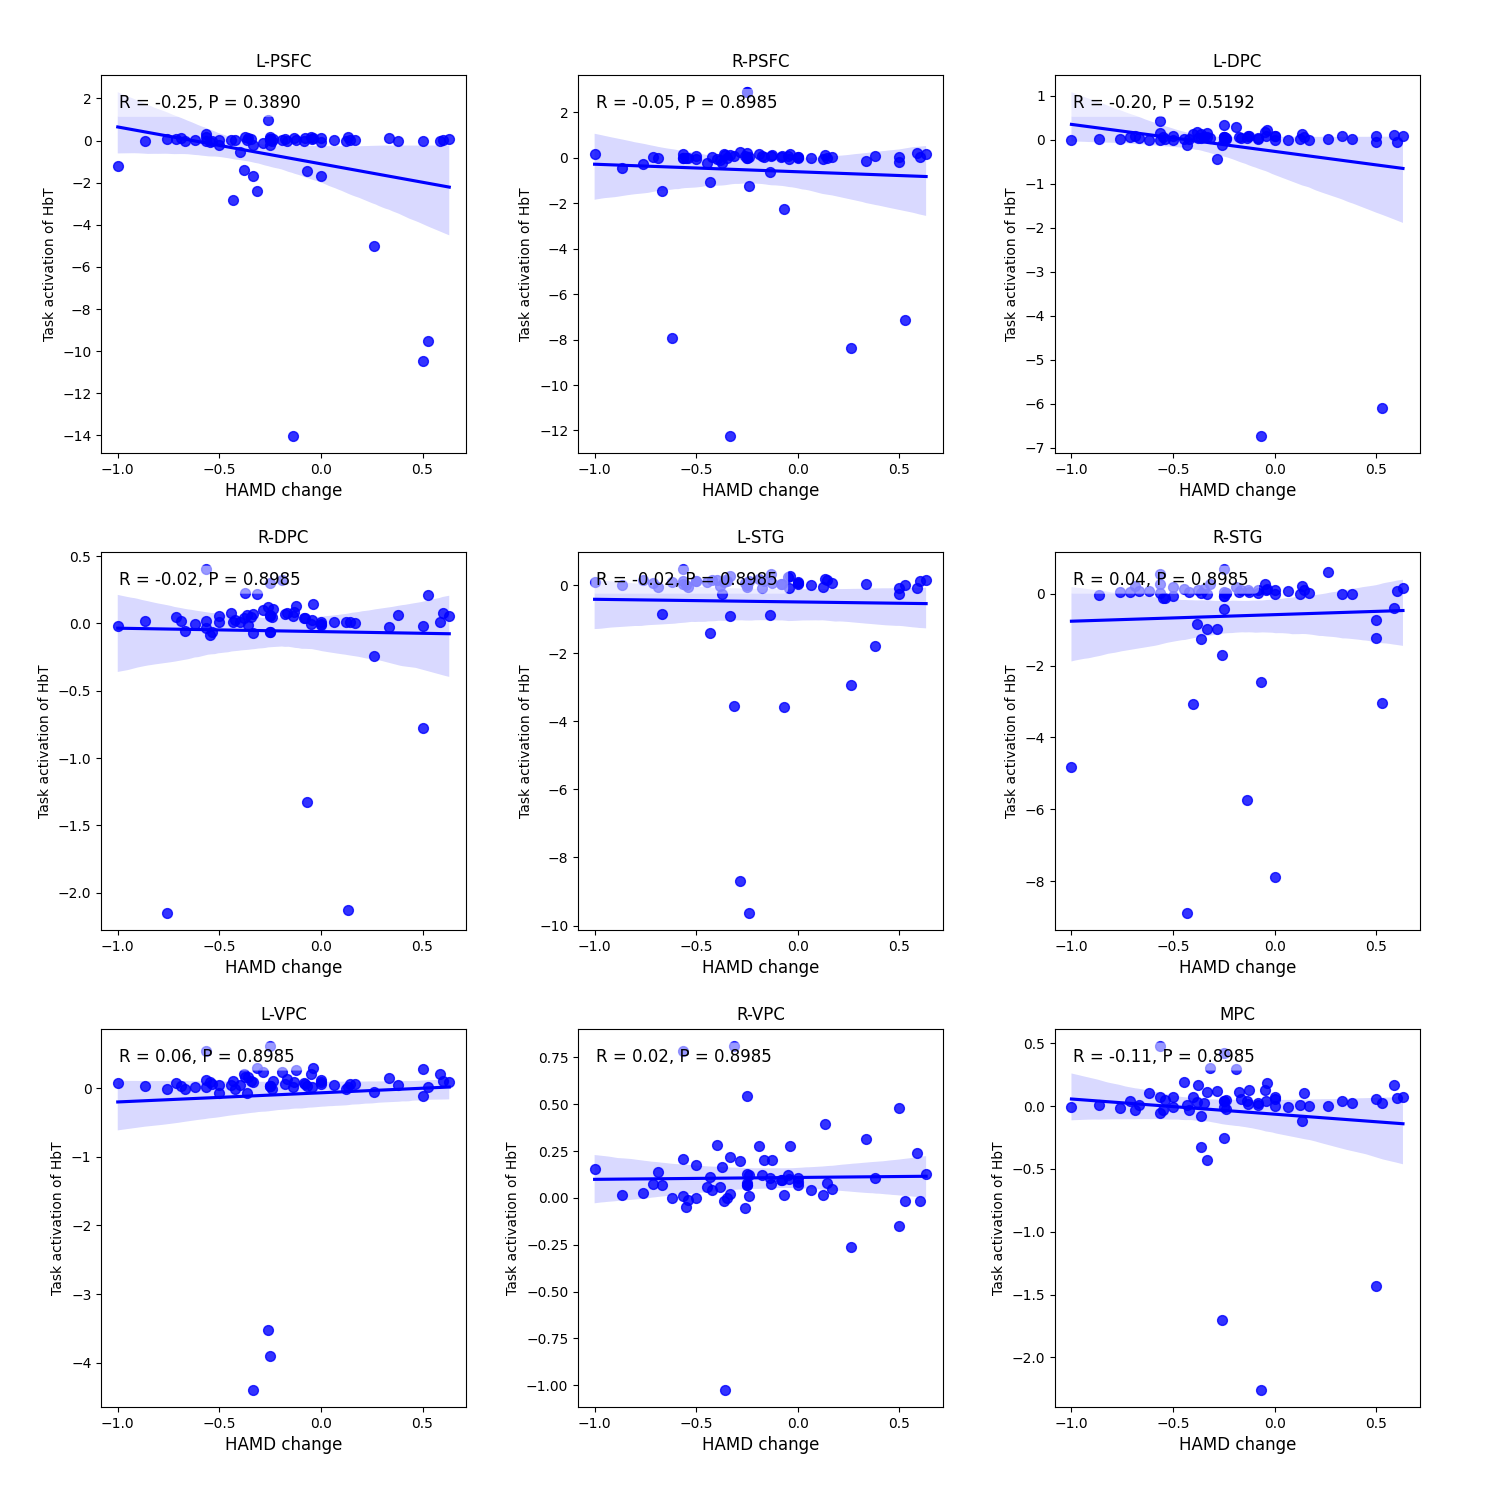 L-PSFC
R = -0.25, P = 0.3890
Task activation of HbT
2
0
−2
−4
−6
−8
−10
−12
−14
−1.0 −0.5 0.0 0.5
HAMD change
R-PSFC
R = -0.05, P = 0.8985
Task activation of HbT
2
0
−2
−4
−6
−8
−10
−12
−1.0 −0.5 0.0 0.5
HAMD change
L-DPC
R = -0.20, P = 0.5192
Task activation of HbT
1
0
−1
−2
−3
−4
−5
−6
−7
−1.0 −0.5 0.0 0.5
HAMD change
R-DPC
R = -0.02, P = 0.8985
Task activation of HbT
0.5
0.0
−0.5
−1.0
−1.5
−2.0
−1.0 −0.5 0.0 0.5
HAMD change
L-STG
R = -0.02, P = 0.8985
Task activation of HbT
0
−2
−4
−6
−8
−10
−1.0 −0.5 0.0 0.5
HAMD change
R-STG
R = 0.04, P = 0.8985
Task activation of HbT
0
−2
−4
−6
−8
−1.0 −0.5 0.0 0.5
HAMD change
L-VPC
R = 0.06, P = 0.8985
Task activation of HbT
0
−1
−2
−3
−4
−1.0 −0.5 0.0 0.5
HAMD change
R-VPC
R = 0.02, P = 0.8985
Task activation of HbT
0.75
0.50
0.25
0.00
−0.25
−0.50
−0.75
−1.00
−1.0 −0.5 0.0 0.5
HAMD change
MPC
R = -0.11, P = 0.8985
Task activation of HbT
0.5
0.0
−0.5
−1.0
−1.5
−2.0
−1.0 −0.5 0.0 0.5
HAMD change